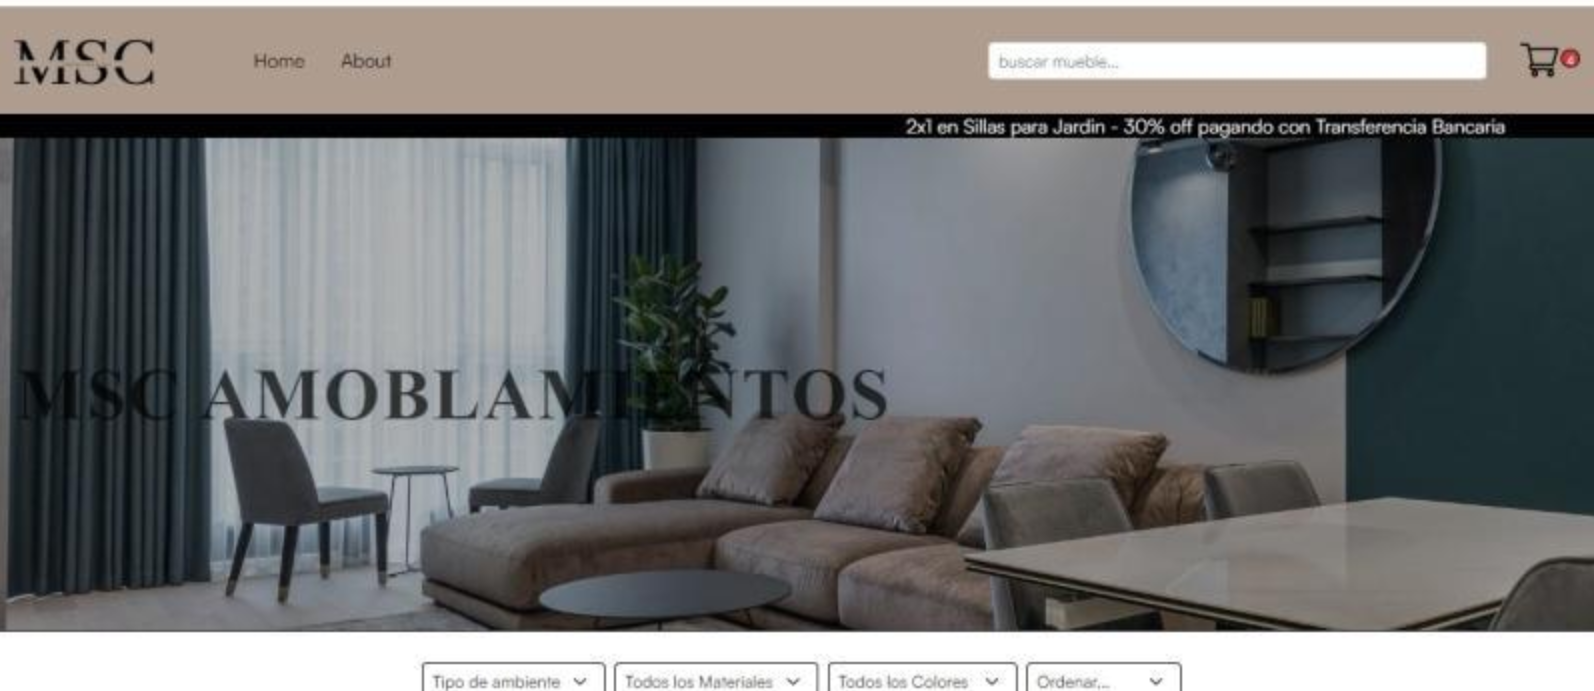 MSC
Home
About
buscar mueble...
4
2x1 en Sillas para Jardin - 30% off pagando con Transferencia Bancaria
MSC AMOBLAMIENTOS
Tipo de ambiente
Todos los Materiales
Todos los Colores
Ordenar,..